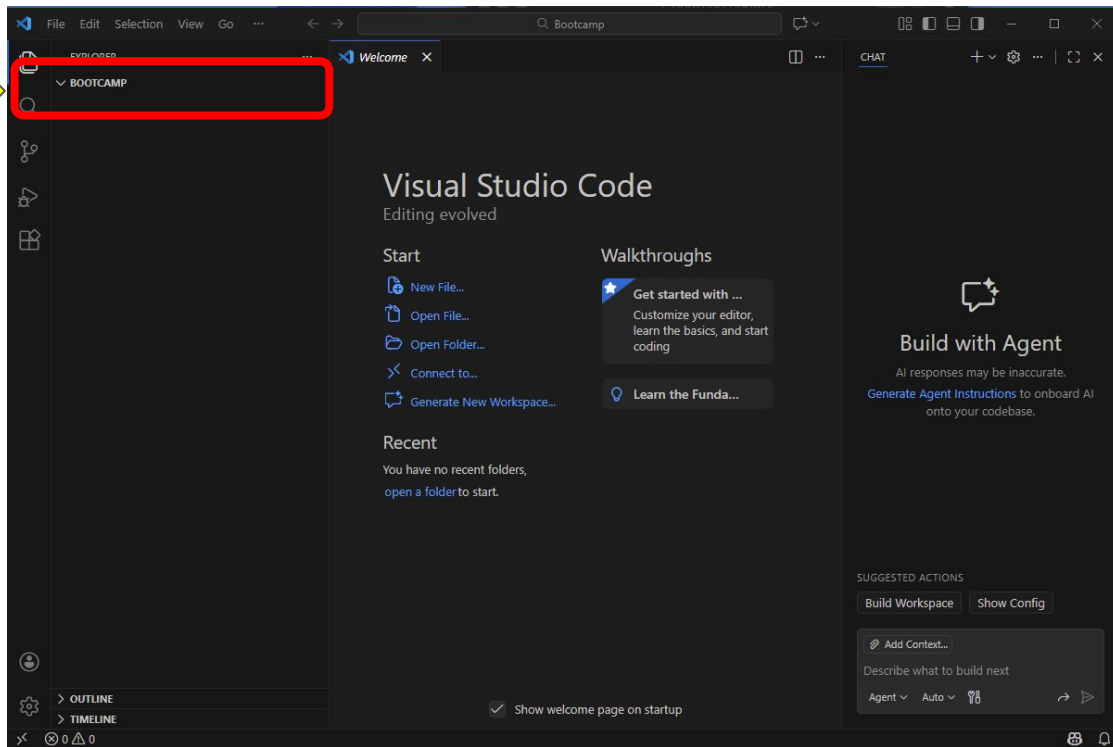 File Edit Selection View Go ... Bootcamp
EXPLORER ...
BOOTCAMP
OUTLINE
TIMELINE
Welcome
Visual Studio Code
Editing evolved
Start
New File...
Open File...
Open Folder...
Connect to...
Generate New Workspace...
Recent
You have no recent folders,
open a folder to start.
Walkthroughs
Get started with ...
Customize your editor,
learn the basics, and start
coding
Learn the Funda...
Show welcome page on startup
CHAT
Build with Agent
AI responses may be inaccurate.
Generate Agent Instructions to onboard AI
onto your codebase.
SUGGESTED ACTIONS
Build Workspace Show Config
Add Context...
Describe what to build next
Agent Auto
0 0